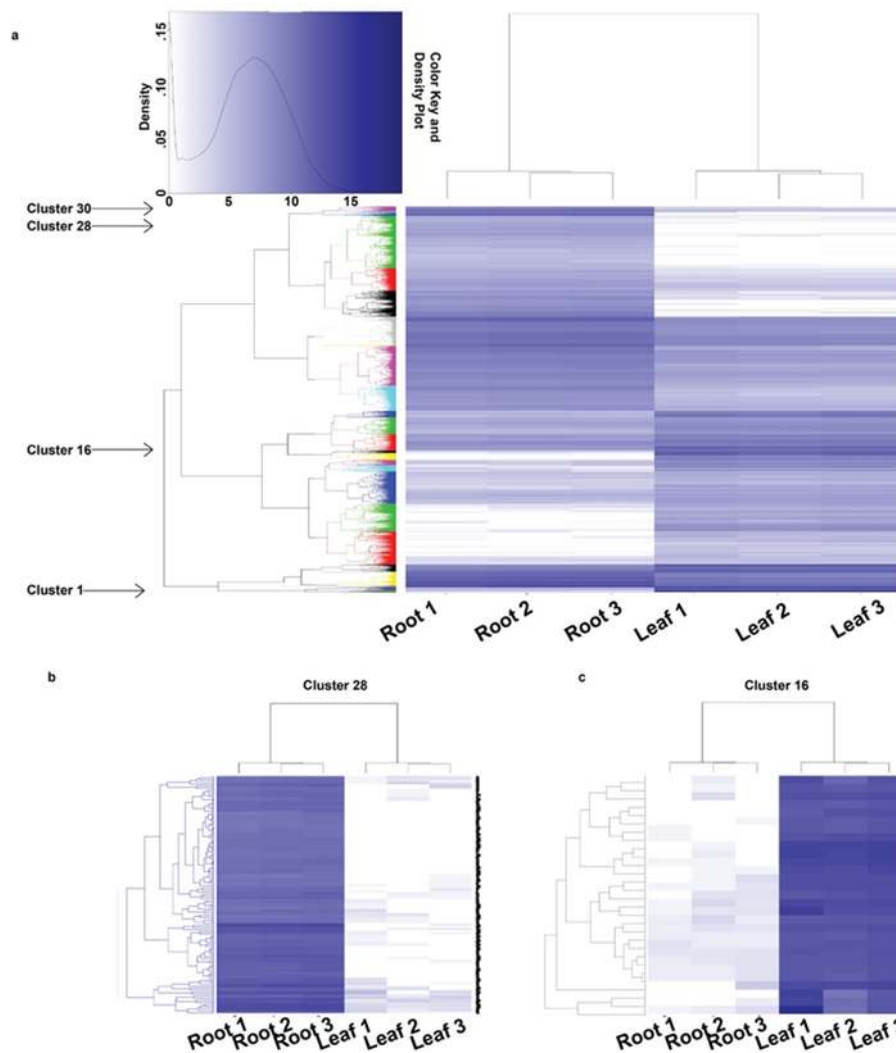 a
.15
.10
.05
0
Density
0
5
10
15
Color Key and
Density Plot
Cluster 30
Cluster 28
Cluster 16
Cluster 1
Root 1
Root 2
Root 3
Leaf 1
Leaf 2
Leaf 3
b
Cluster 28
Root 1
Root 2
Root 3
Leaf 1
Leaf 2
Leaf 3
c
Cluster 16
Root 1
Root 2
Root 3
Leaf 1
Leaf 2
Leaf